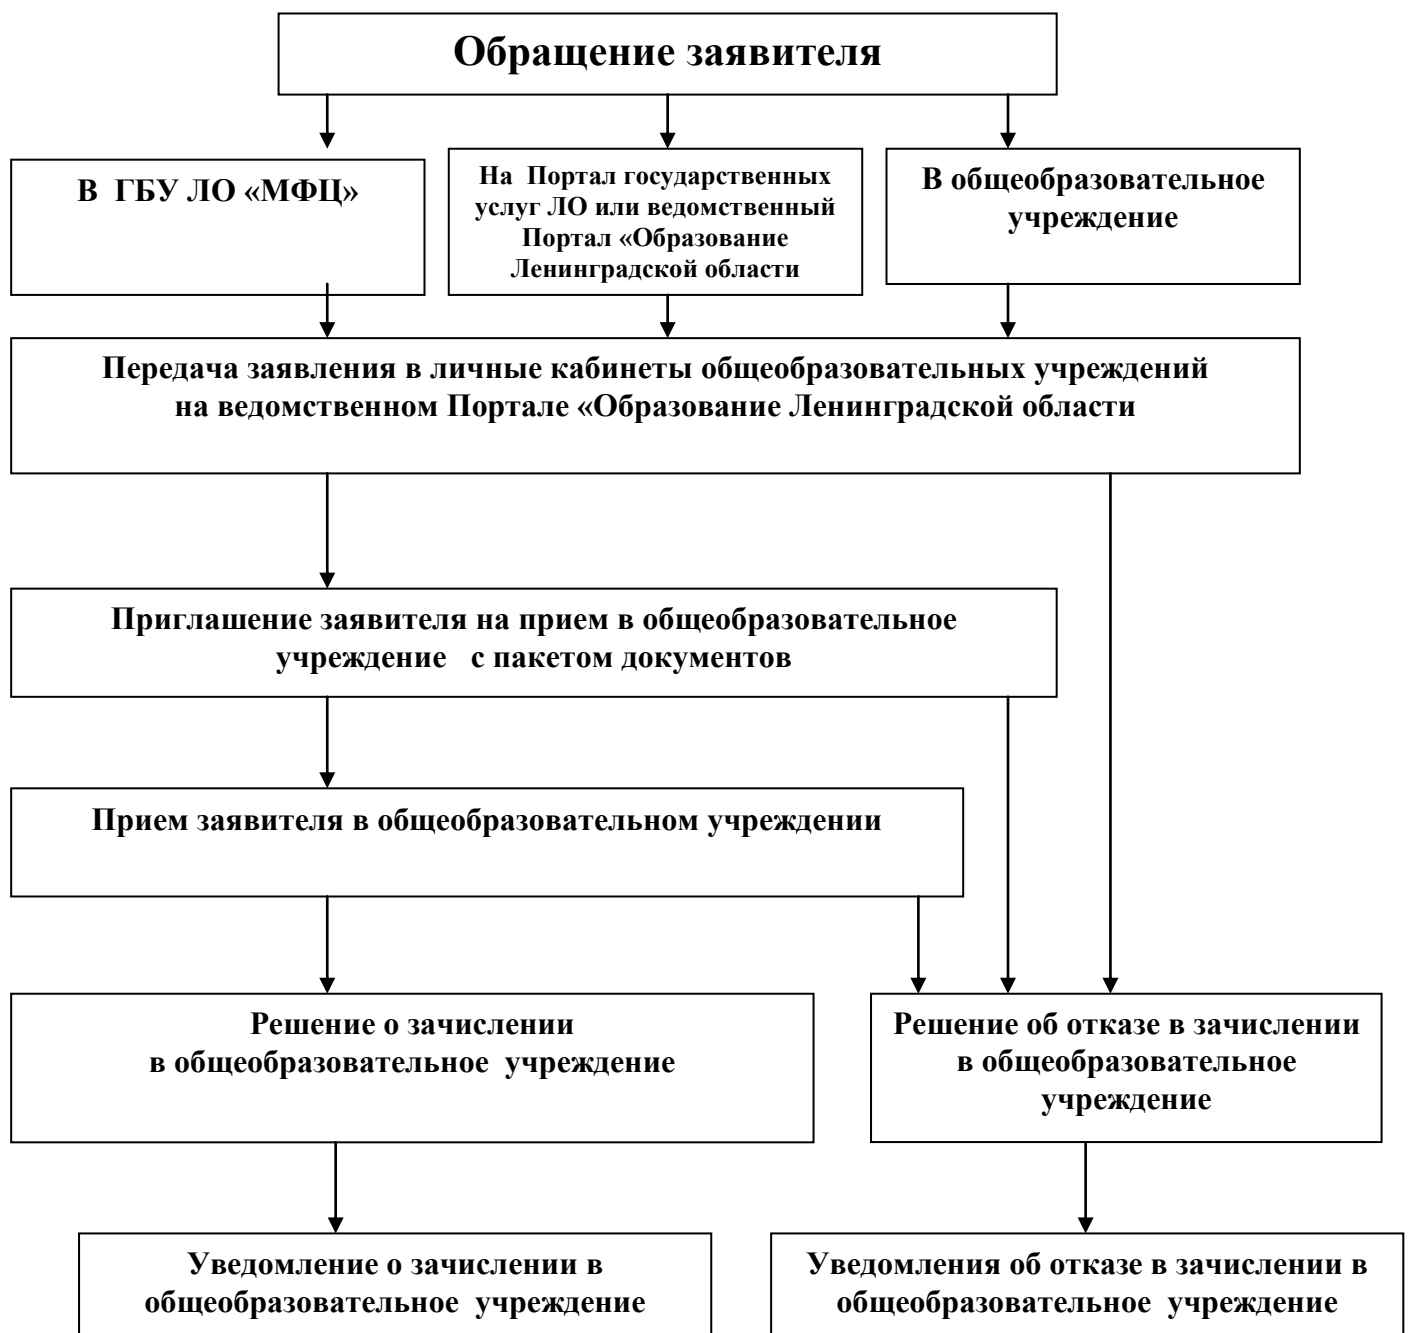 Обращение заявителя
В ГБУ ЛО «МФЦ»
На Портал государственных
услуг ЛО или ведомственный
Портал «Образование
Ленинградской области
В общеобразовательное
учреждение
Передача заявления в личные кабинеты общеобразовательных учреждений
на ведомственном Портале «Образование Ленинградской области
Приглашение заявителя на прием в общеобразовательное
учреждение с пакетом документов
Прием заявителя в общеобразовательном учреждении
Решение о зачислении
в общеобразовательное учреждение
Решение об отказе в зачислении
в общеобразовательное
учреждение
Уведомление о зачислении в
общеобразовательное учреждение
Уведомления об отказе в зачислении в
общеобразовательное учреждение